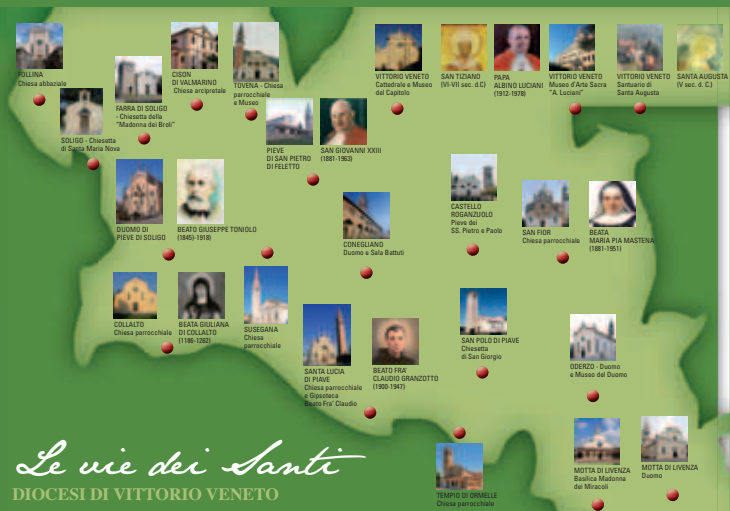 FOLLINA
Chiesa abbaziale
SOLIGO - Chiesetta
di Santa Maria Nova
FARRA DI SOLIGO
- Chiesetta della
"Madonna dei Broli"
CISON
DI VALMARINO
Chiesa arcipretale
TOVENA - Chiesa
parrocchiale
e Museo
PIEVE
DI SAN PIETRO
DI FELETTO
SAN GIOVANNI XXIII
(1881-1963)
VITTORIO VENETO
Cattedrale e Museo
del Capitolo
SAN TIZIANO
(VI-VII sec. d.C)
PAPA
ALBINO LUCIANI
(1912-1978)
VITTORIO VENETO
Museo d'Arte Sacra
"A. Luciani"
VITTORIO VENETO
Santuario di
Santa Augusta
SANTA AUGUSTA
(V sec. d. C.)
DUOMO DI
PIEVE DI SOLIGO
BEATO GIUSEPPE TONIOLO
(1845)-1918)
CONEGLIANO
Duomo e Sala Battuti
CASTELLO
ROGANZUOLO
Pieve dei
SS. Pietro e Paolo
SAN FIOR
Chiesa parrocchiale
BEATA
MARIA PIA MASTENA
(1881-1951)
COLLALTO
Chiesa parrocchiale
BEATA GIULIANA
DI COLLALTO
(1186-1262)
SUSEGANA
Chiesa
parrocchiale
SANTA LUCIA
DI PIAVE
Chiesa parrocchiale
e Gipsoteca
Beato Fra' Claudio
BEATO FRA'
CLAUDIO GRANZOTTO
(1900-1947)
SAN POLO DI PIAVE
Chiesetta
di San Giorgio
ODERZO - Duomo
e Museo del Duomo
TEMPIO DI ORMELLE
Chiesa parrocchiale
MOTTA DI LIVENZA
Basilica Madonna
dei Miracoli
MOTTA DI LIVENZA
Duomo
Le vie dei Santi
DIOCESI DI VITTORIO VENETO